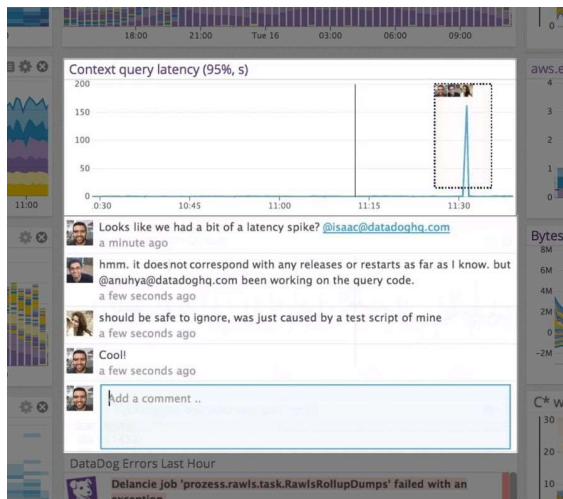 18:00 21:00 Tue 16 03:00 06:00 09:00
0
Context query latency (95%, s)
200
150
100
50
0
0:30 10:45 11:00 11:15 11:30
Looks like we had a bit of a latency spike? @isaac@datadoghq.com
a minute ago
hmm. it does not correspond with any releases or restarts as far as I know. but
@anuhya@datadoghq.com been working on the query code.
a few seconds ago
should be safe to ignore, was just caused by a test script of mine
a few seconds ago
Cool!
a few seconds ago
Add a comment ..
DataDog Errors Last Hour
Delancie job 'prozess.rawls.task.RawlsRollupDumps' failed with an
exception
11:00
aws.e
4
3
2
1
0
Bytes
8M
6M
4M
2M
0
-2M
C* w
30
20
10